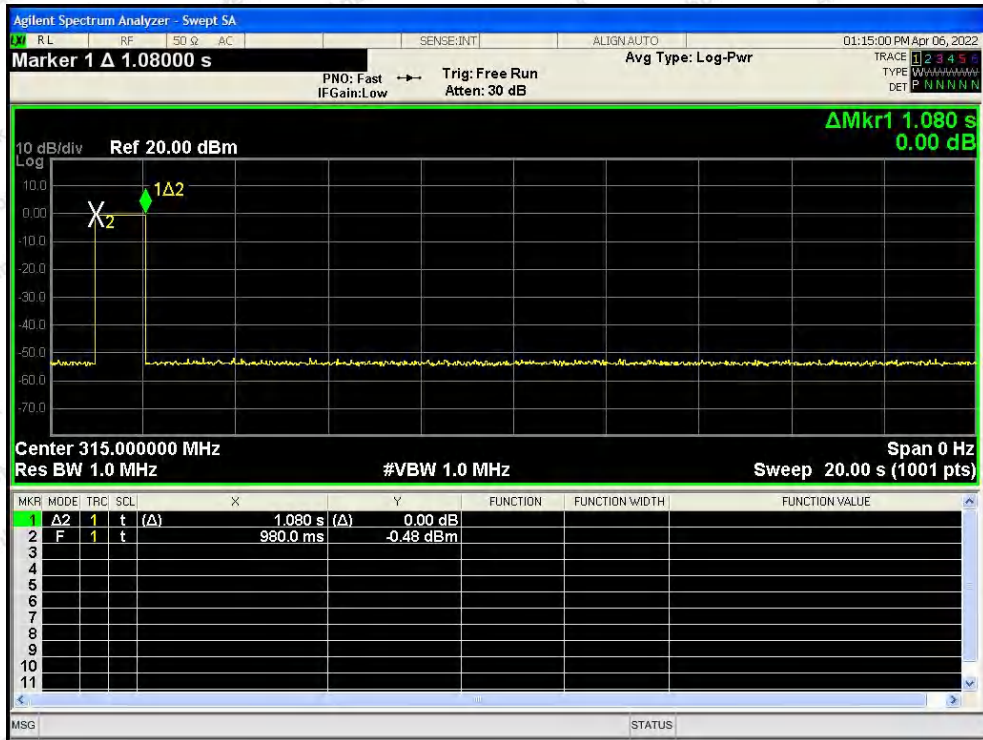 Agilent Spectrum Analyzer - Swept SA
LXI RL RF 50 Ω AC SENSE:INT ALIGN AUTO 01:15:00 PM Apr 06, 2022
Marker 1 Δ 1.08000 s
PNO: Fast
IFGain:Low
Trig: Free Run
Atten: 30 dB
Avg Type: Log-Pwr
TRACE 1 2 3 4 5 6
TYPE WWWWWWW
DET P N N N N N
ΔMkr1 1.080 s
0.00 dB
10 dB/div Ref 20.00 dBm
Log
10.0
0.00
-10.0
-20.0
-30.0
-40.0
-50.0
-60.0
-70.0
1Δ2
X2
Center 315.000000 MHz Span 0 Hz
Res BW 1.0 MHz #VBW 1.0 MHz Sweep 20.00 s (1001 pts)
MKR MODE TRC SCL X Y FUNCTION FUNCTION WIDTH FUNCTION VALUE
1 Δ2 1 t (Δ) 1.080 s (Δ) 0.00 dB
2 F 1 t 980.0 ms -0.48 dBm
3
4
5
6
7
8
9
10
11
MSG STATUS